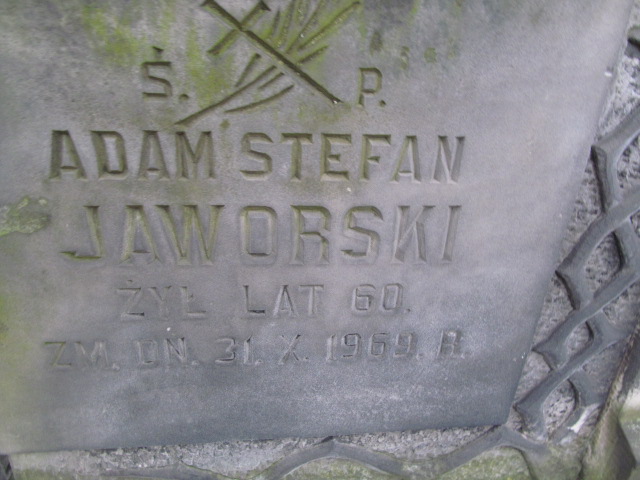 Ś. P.
ADAM STEFAN
JAWORSKI
ŻYŁ LAT 60.
ZM. DN. 31. X. 1969. R.